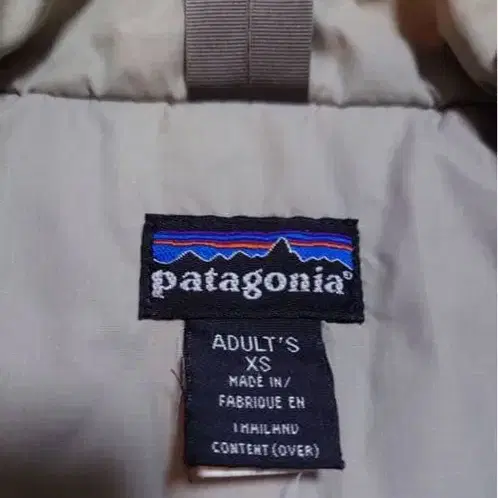 patagonia®
ADULT'S
XS
MADE IN/
FABRIQUE EN
THAILAND
CONTENT (OVER)